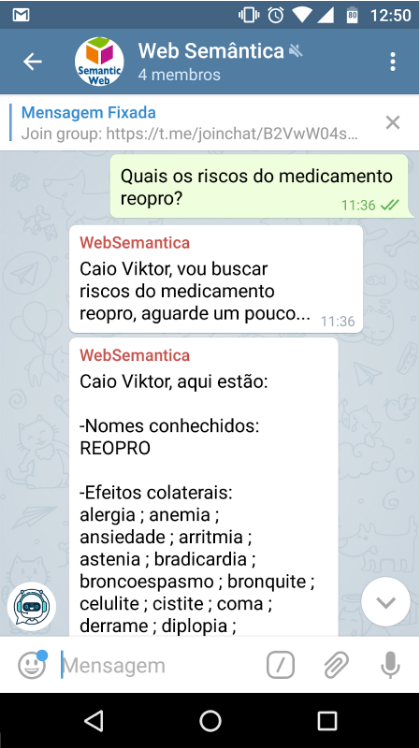 80 12:50
Web Semântica
4 membros
Semantic
Web
Mensagem Fixada
Join group: https://t.me/joinchat/B2VwW04s...
Quais os riscos do medicamento
reopro?
11:36
WebSemantica
Caio Viktor, vou buscar
riscos do medicamento
reopro, aguarde um pouco...
11:36
WebSemantica
Caio Viktor, aqui estão:
-Nomes conhechidos:
REOPRO
-Efeitos colaterais:
alergia ; anemia ;
ansiedade ; arritmia ;
astenia ; bradicardia ;
broncoespasmo ; bronquite ;
celulite ; cistite ; coma ;
derrame ; diplopia ;
Mensagem